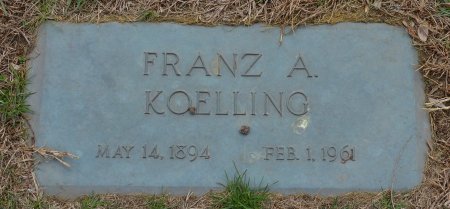 FRANZ A.
KOELLING
MAY 14, 1894 FEB. 1, 1961